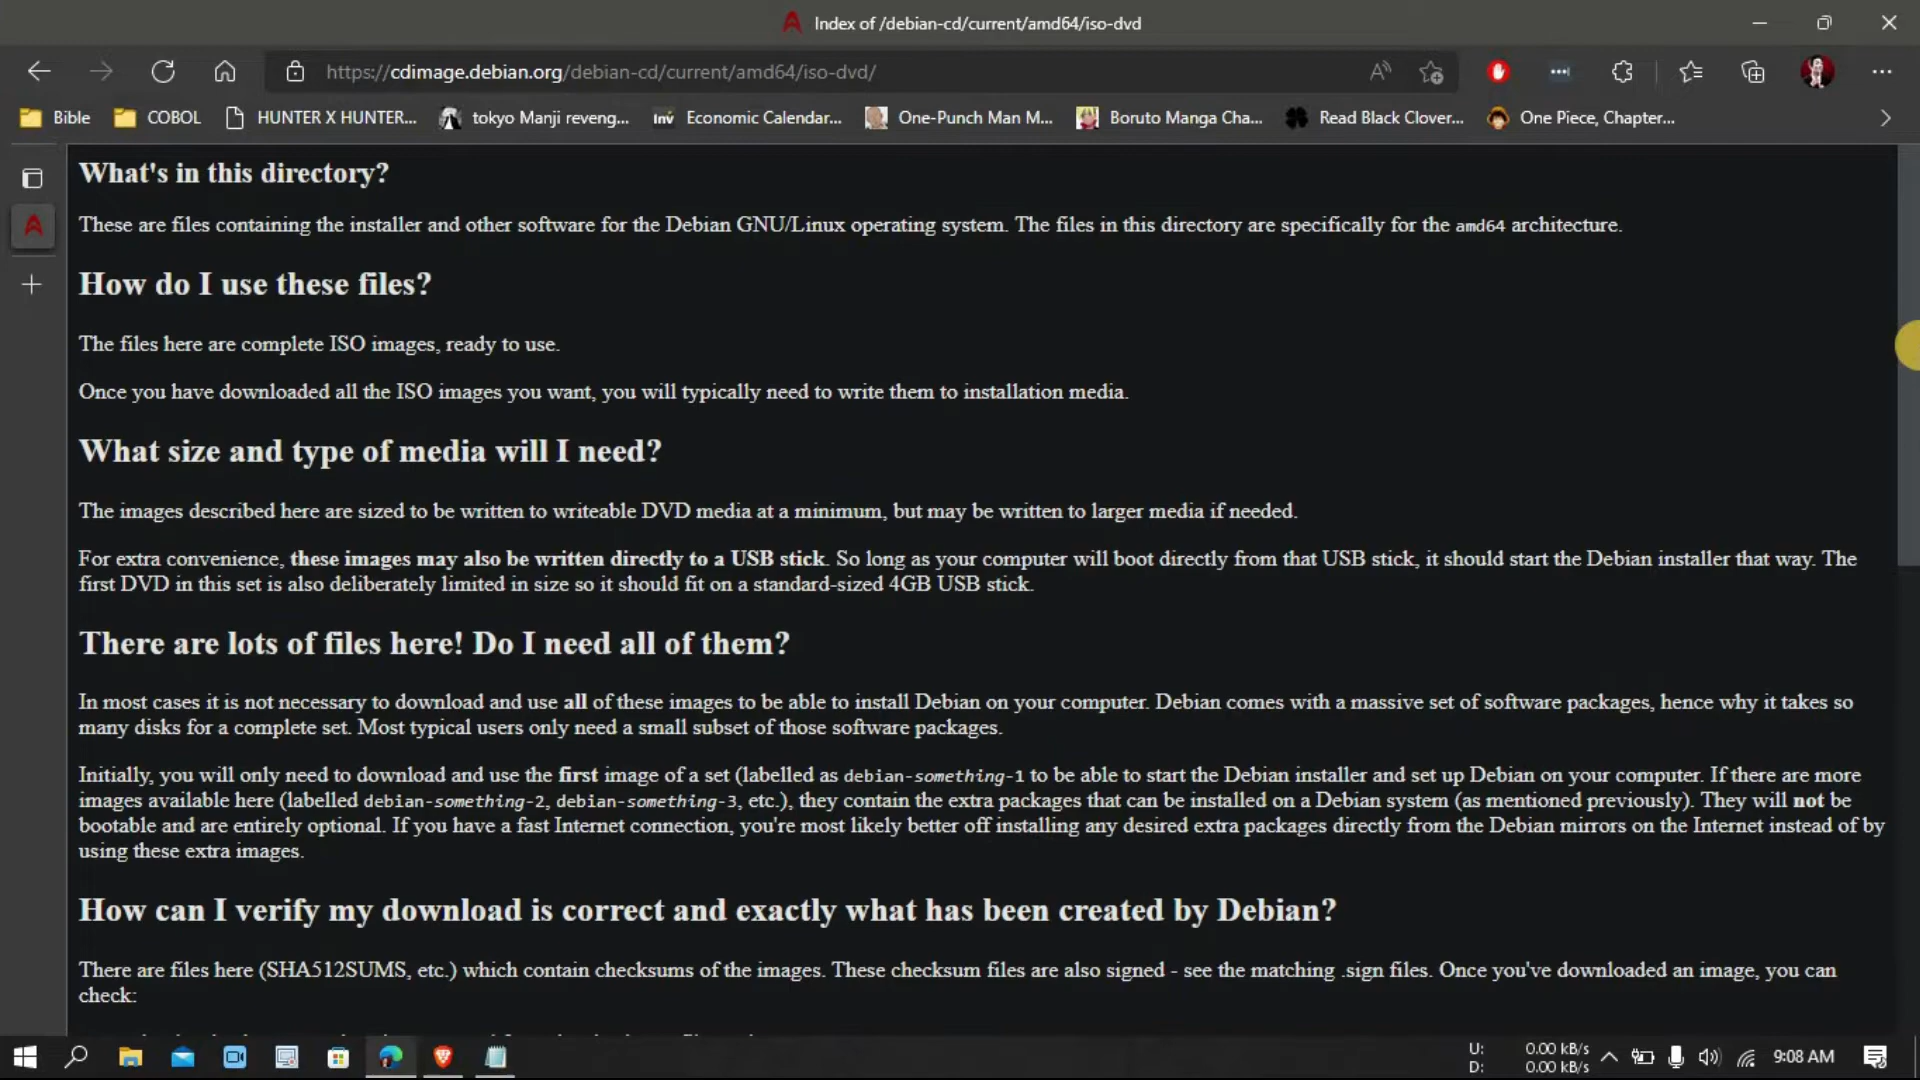 Index of /debian-cd/current/amd64/iso-dvd
https://cdimage.debian.org/debian-cd/current/amd64/iso-dvd/
Bible COBOL HUNTER X HUNTER... tokyo Manji reveng... Inv Economic Calendar... One-Punch Man M... Boruto Manga Cha... Read Black Clover... One Piece, Chapter...
What's in this directory?
These are files containing the installer and other software for the Debian GNU/Linux operating system. The files in this directory are specifically for the amd64 architecture.
How do I use these files?
The files here are complete ISO images, ready to use.
Once you have downloaded all the ISO images you want, you will typically need to write them to installation media.
What size and type of media will I need?
The images described here are sized to be written to writeable DVD media at a minimum, but may be written to larger media if needed.
For extra convenience, these images may also be written directly to a USB stick. So long as your computer will boot directly from that USB stick, it should start the Debian installer that way. The
first DVD in this set is also deliberately limited in size so it should fit on a standard-sized 4GB USB stick.
There are lots of files here! Do I need all of them?
In most cases it is not necessary to download and use all of these images to be able to install Debian on your computer. Debian comes with a massive set of software packages, hence why it takes so
many disks for a complete set. Most typical users only need a small subset of those software packages.
Initially, you will only need to download and use the first image of a set (labelled as debian-something-1 to be able to start the Debian installer and set up Debian on your computer. If there are more
images available here (labelled debian-something-2, debian-something-3, etc.), they contain the extra packages that can be installed on a Debian system (as mentioned previously). They will not be
bootable and are entirely optional. If you have a fast Internet connection, you're most likely better off installing any desired extra packages directly from the Debian mirrors on the Internet instead of by
using these extra images.
How can I verify my download is correct and exactly what has been created by Debian?
There are files here (SHA512SUMS, etc.) which contain checksums of the images. These checksum files are also signed - see the matching .sign files. Once you've downloaded an image, you can
check:
U: 0.00 kB/s
D: 0.00 kB/s
9:08 AM